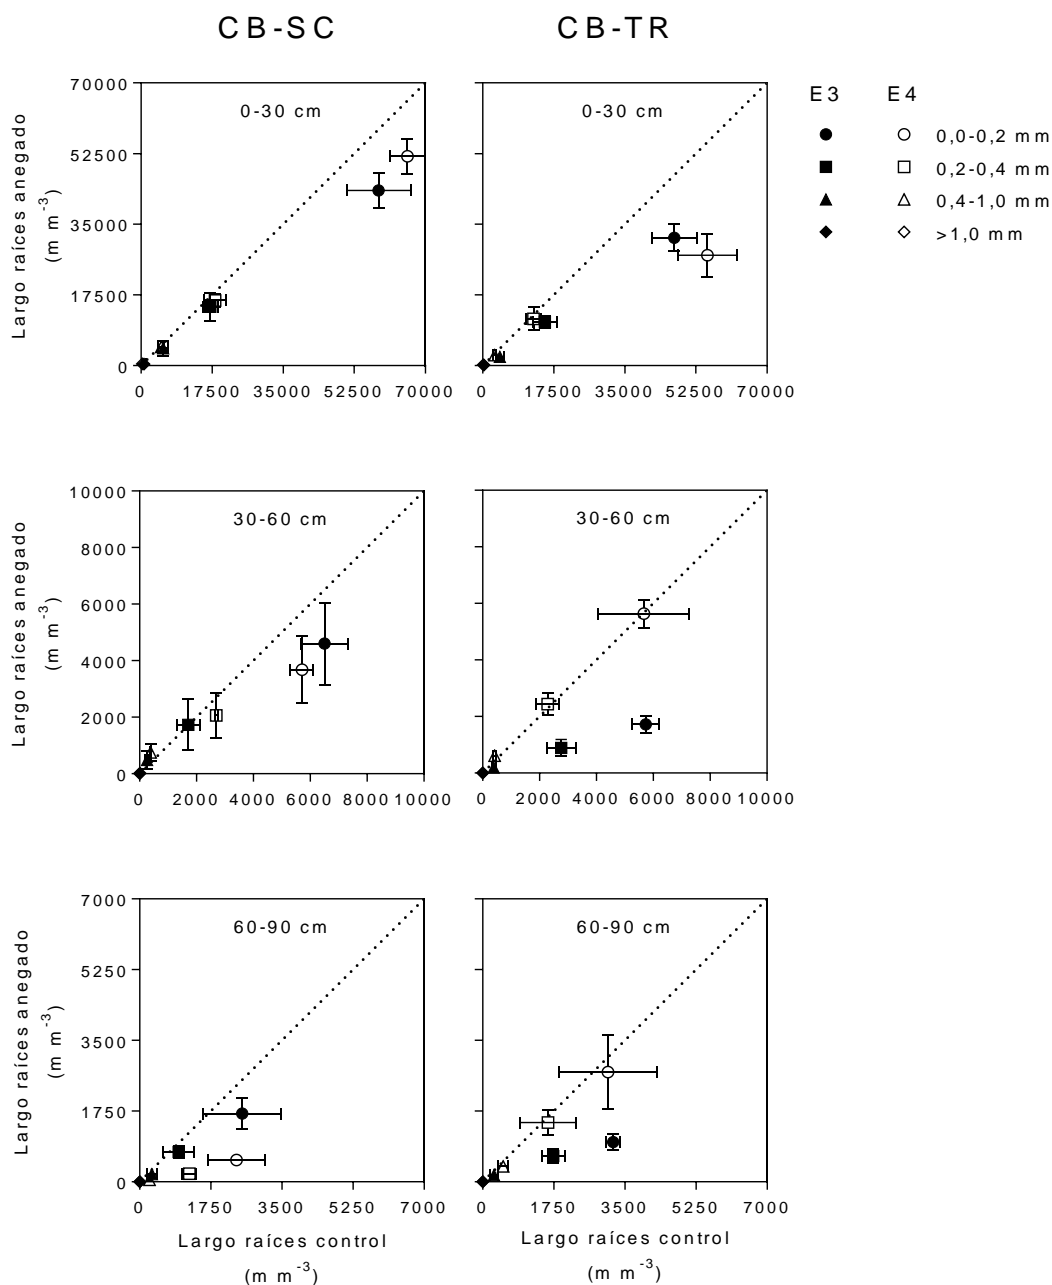 CB-SC CB-TR
E3 E4
0,0-0,2 mm
0,2-0,4 mm
0,4-1,0 mm
>1,0 mm
Largo raíces anegado
(m m⁻³)
70000
52500
35000
17500
0
0-30 cm
0 17500 35000 52500 70000
0-30 cm
0 17500 35000 52500 70000
Largo raíces anegado
(m m⁻³)
10000
8000
6000
4000
2000
0
30-60 cm
0 2000 4000 6000 8000 10000
30-60 cm
0 2000 4000 6000 8000 10000
Largo raíces anegado
(m m⁻³)
7000
5250
3500
1750
0
60-90 cm
0 1750 3500 5250 7000
60-90 cm
0 1750 3500 5250 7000
Largo raíces control
(m m⁻³)
Largo raíces control
(m m⁻³)